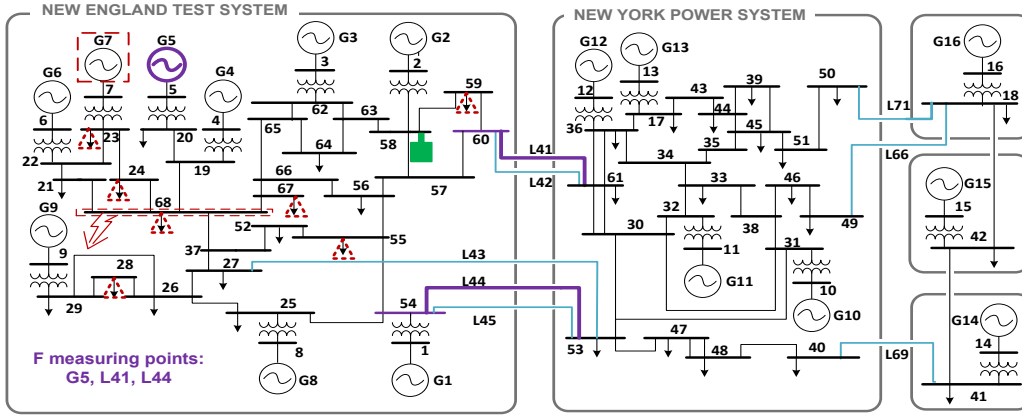 NEW ENGLAND TEST SYSTEM
NEW YORK POWER SYSTEM
G7 G5 G3 G2
G6 G4
7 5 3 2 59
6 4 62 63
23 20 58 60
65
22 19 64
21 24 66 57
67 56
G9 68
52 55
37
9 28 27
29 26
25 54
8 1
G8 G1
F measuring points:
G5, L41, L44
L41
L42
L43
L44
L45
G12 G13
12 13 43 39 50
36 17 44
45
35 51
34
61 33 46
32 38 49
30 31
11
G11 10
G10
53 47
48 40
L71
L66
L69
G16
16
18
G15
15
42
G14
14
41